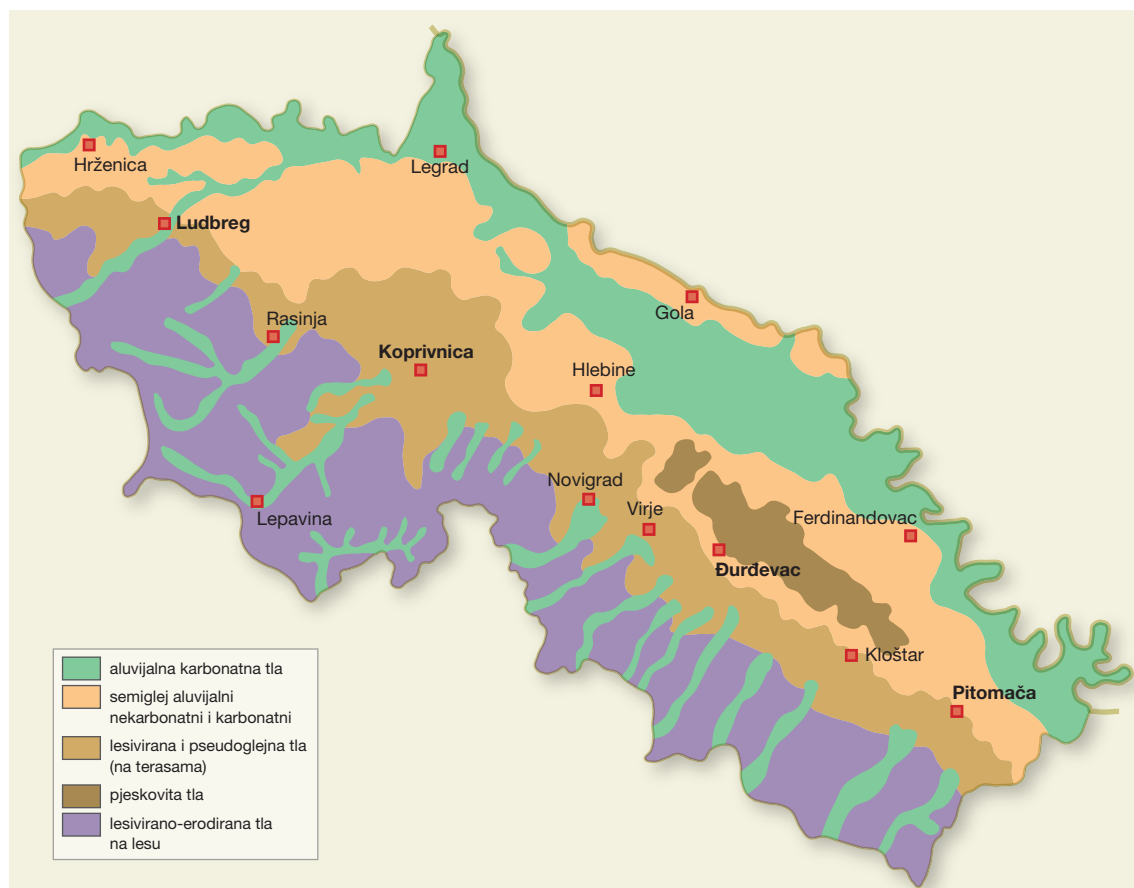 Hrženica
Legrad
Ludbreg
Gola
Rasinja
Koprivnica
Hlebine
Novigrad
Virje
Ferdinandovac
Lepavina
Đurđevac
Kloštar
Pitomača
aluvijalna karbonatna tla
semiglej aluvijalni
nekarbonatni i karbonatni
lesivirana i pseudoglejna tla
(na terasama)
pjeskovita tla
lesivirano-erodirana tla
na lesu